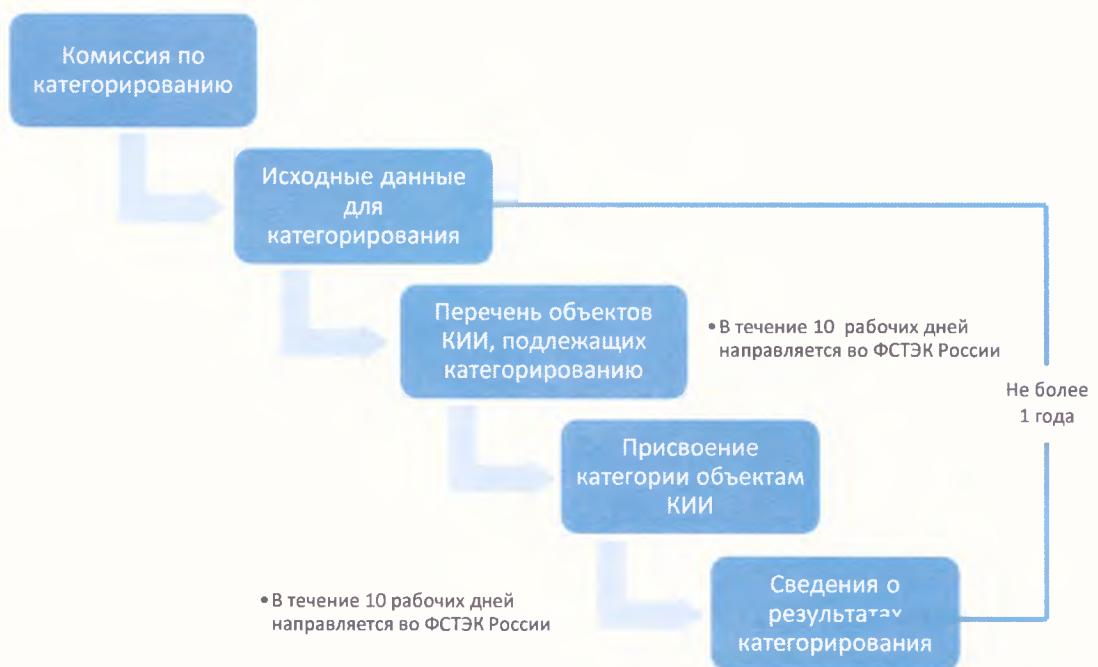 Комиссия по
категорированию
Исходные данные
для
категорирования
Перечень объектов
КИИ, подлежащих
категорированию
•В течение 10 рабочих дней
направляется во ФСТЭК России
Не более
1 года
Присвоение
категории объектам
КИИ
•В течение 10 рабочих дней
направляется во ФСТЭК России
Сведения о
результатах
категорирования